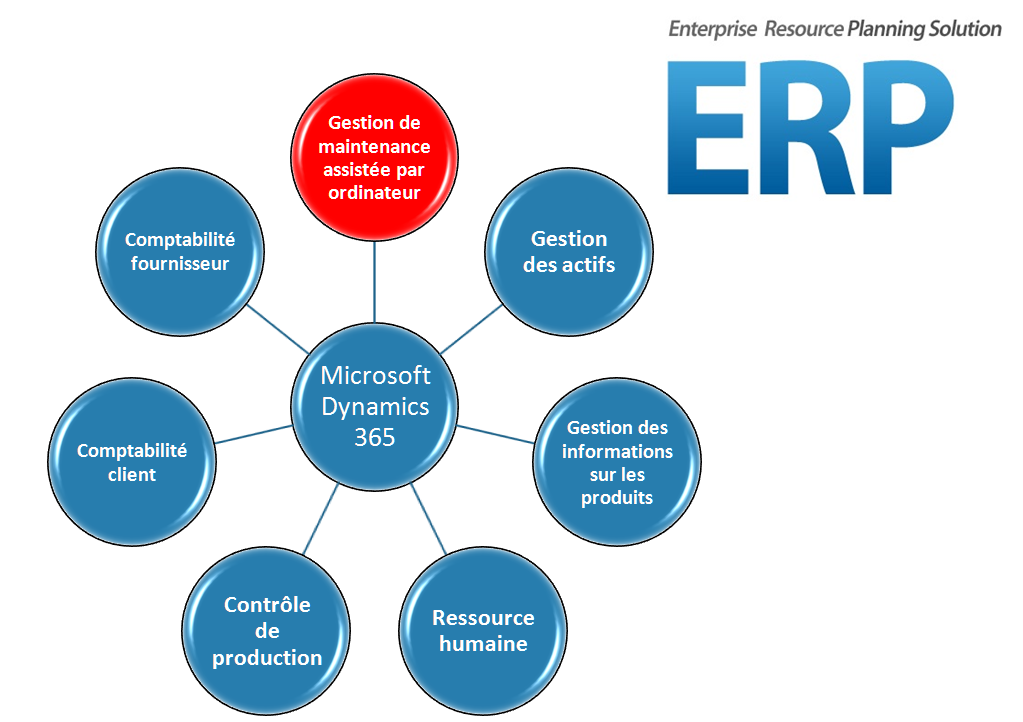 Enterprise Resource Planning Solution
ERP
Gestion de
maintenance
assistée par
ordinateur
Gestion
des actifs
Gestion des
informations
sur les
produits
Ressource
humaine
Contrôle
de
production
Comptabilité
client
Comptabilité
fournisseur
Microsoft
Dynamics
365